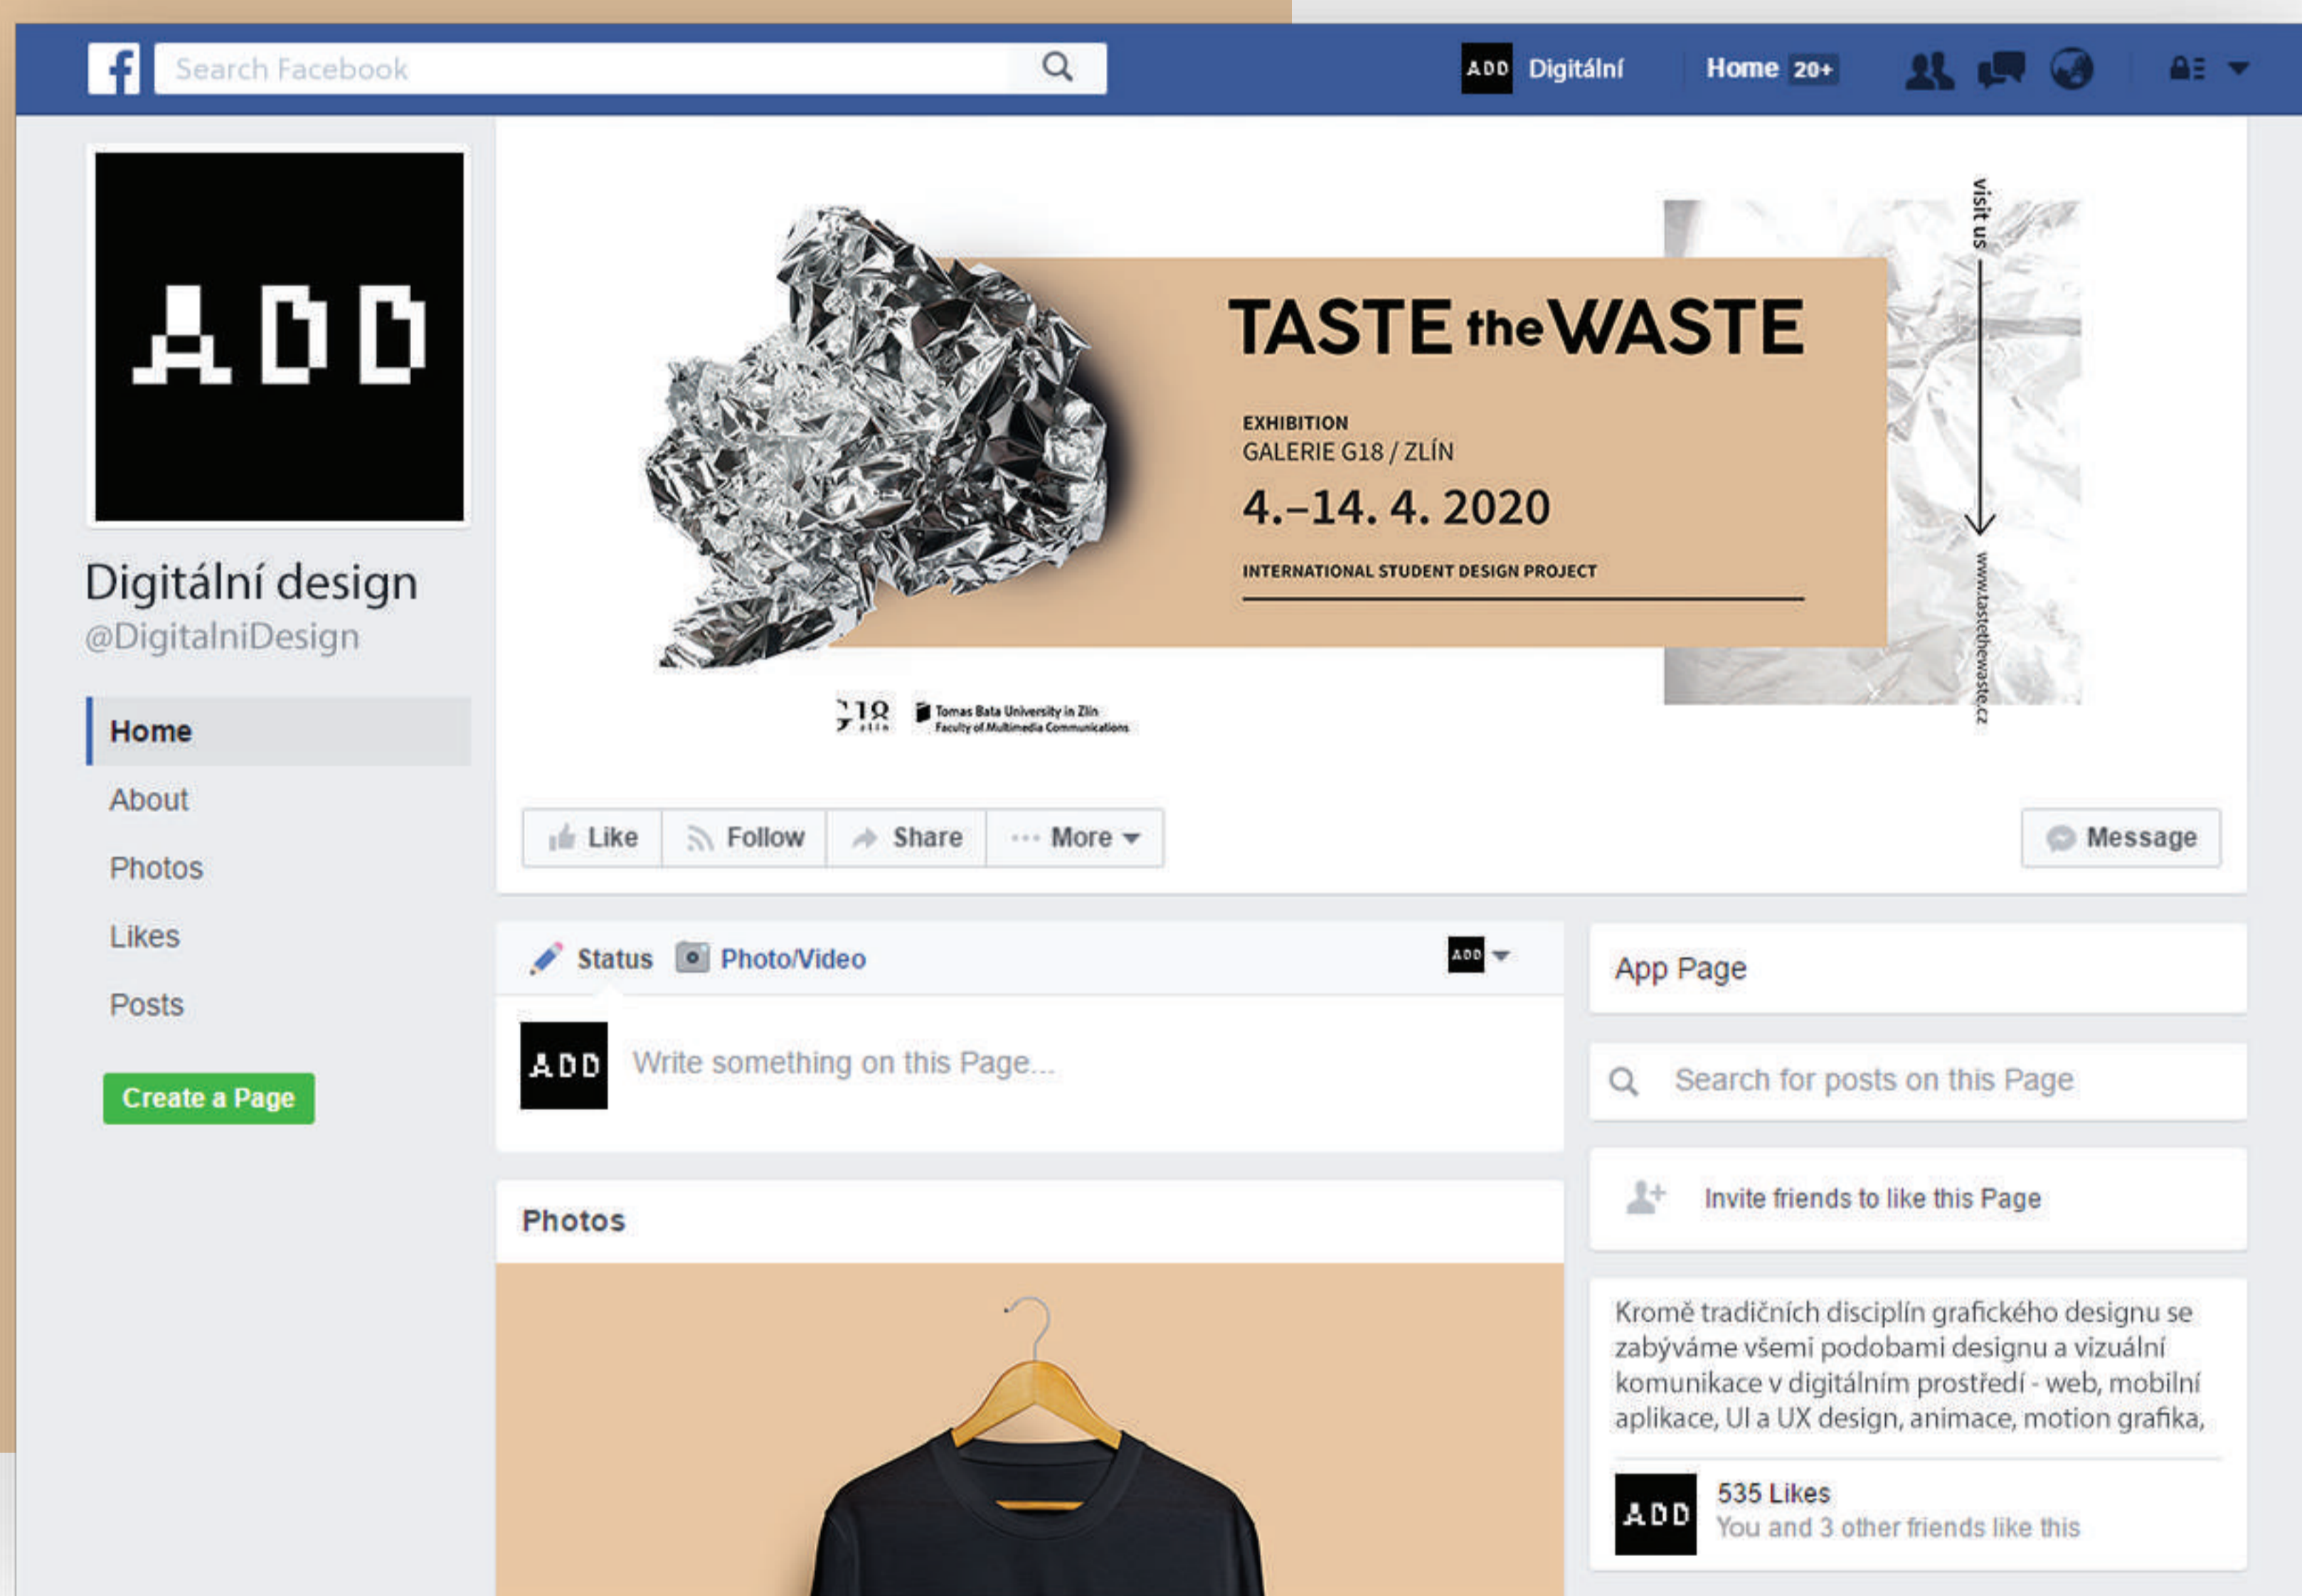 Search Facebook
ADD Digitální
Home 20+
ADD
Digitální design
@DigitalniDesign
Home
About
Photos
Likes
Posts
Create a Page
TASTE the WASTE
EXHIBITION
GALERIE G18 / ZLÍN
4.–14. 4. 2020
INTERNATIONAL STUDENT DESIGN PROJECT
visit us
www.tastethewaste.cz
G18
zlín
Tomas Bata University in Zlín
Faculty of Multimedia Communications
Like
Follow
Share
More
Message
Status
Photo/Video
ADD
ADD
Write something on this Page...
Photos
App Page
Search for posts on this Page
Invite friends to like this Page
Kromě tradičních disciplín grafického designu se
zabýváme všemi podobami designu a vizuální
komunikace v digitálním prostředí - web, mobilní
aplikace, UI a UX design, animace, motion grafika,
ADD
535 Likes
You and 3 other friends like this